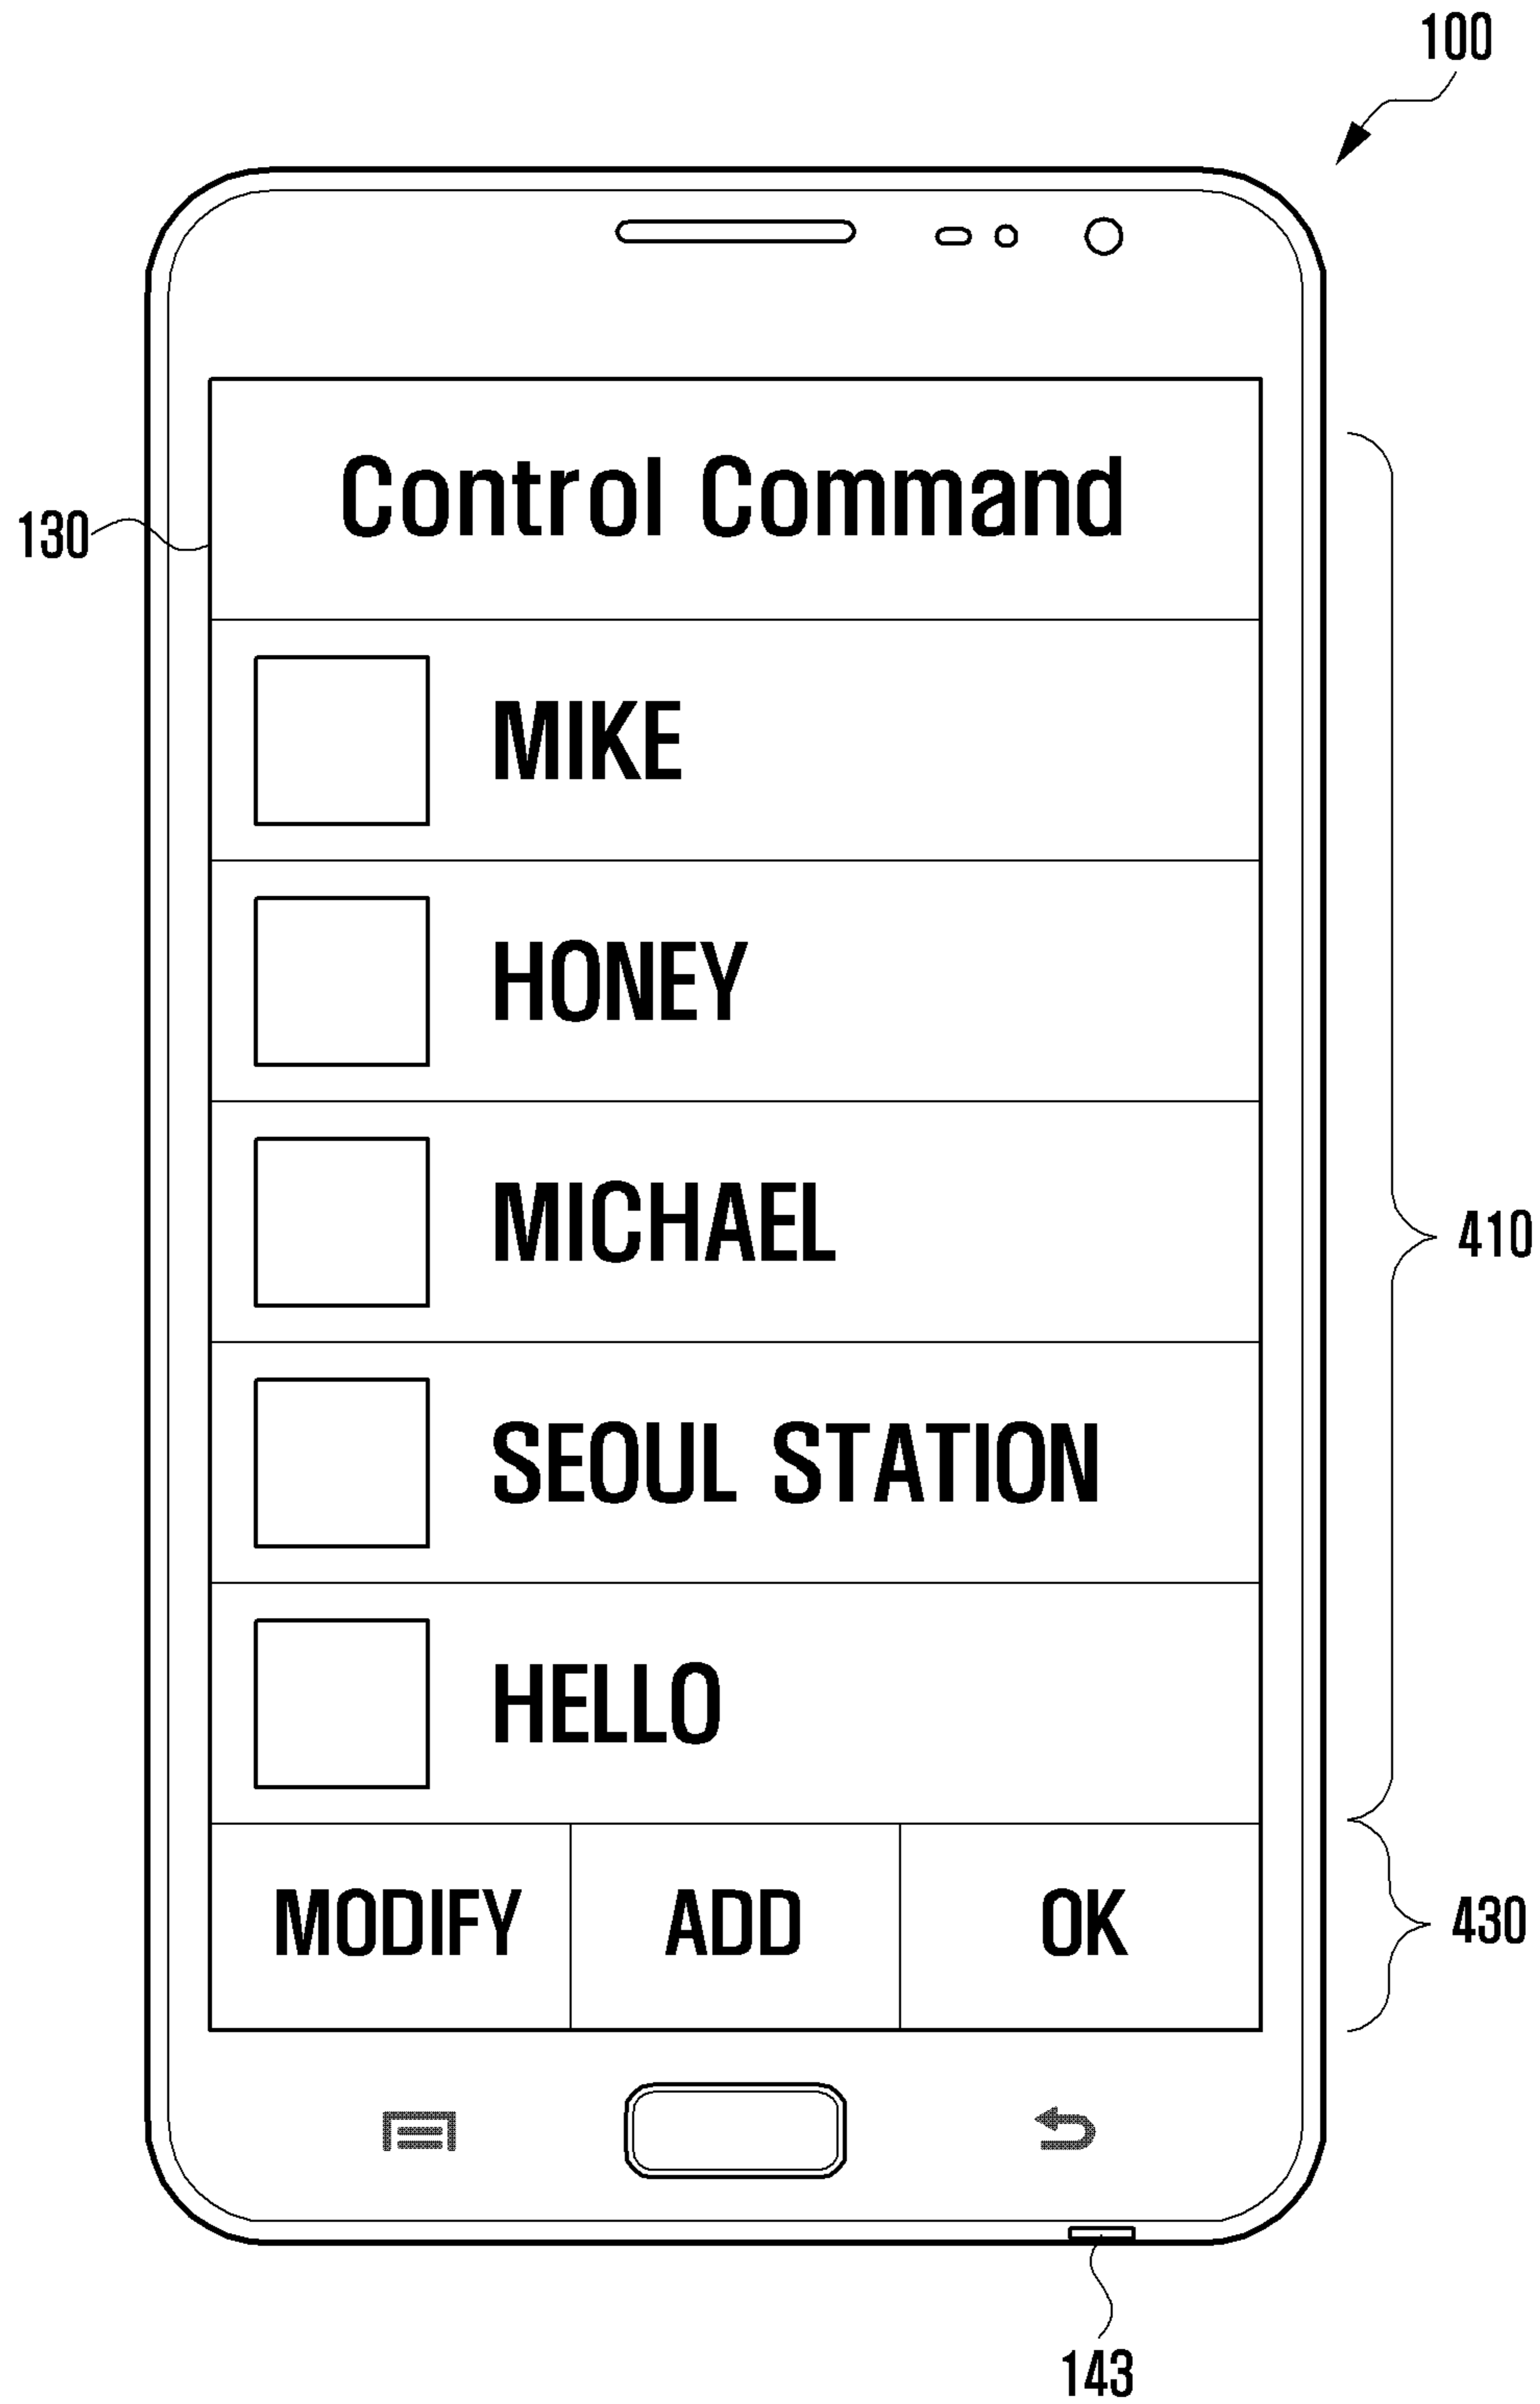 100
Control Command
130
MIKE
HONEY
MICHAEL
410
SEOUL STATION
HELLO
MODIFY ADD OK
430
143